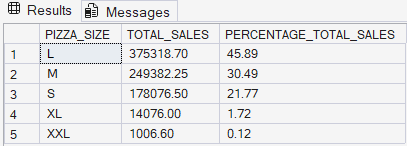 Results Messages
PIZZA_SIZE TOTAL_SALES PERCENTAGE_TOTAL_SALES
1 L 375318.70 45.89
2 M 249382.25 30.49
3 S 178076.50 21.77
4 XL 14076.00 1.72
5 XXL 1006.60 0.12